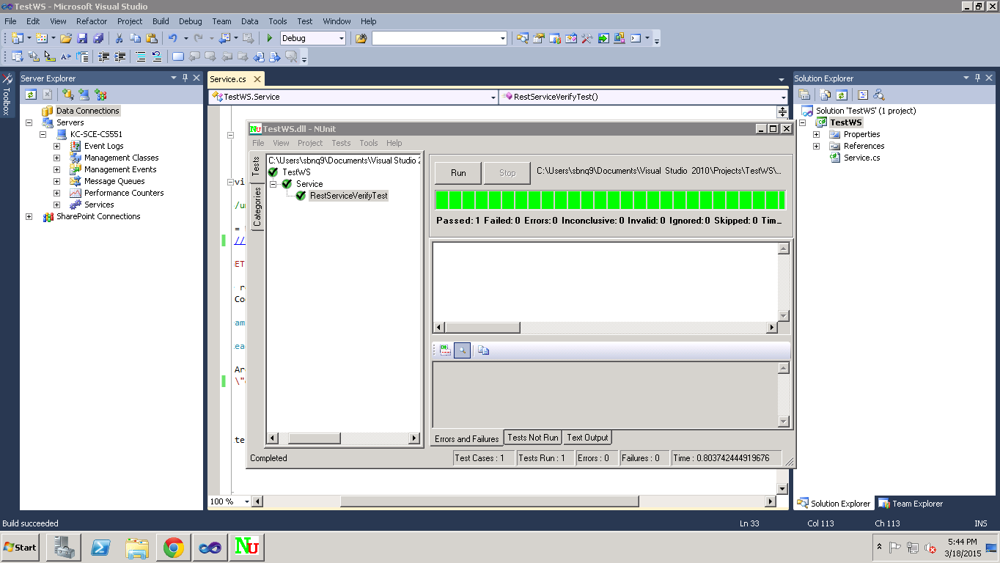 TestWS - Microsoft Visual Studio
File Edit View Refactor Project Build Debug Team Data Tools Test Window Help
Debug
Toolbox
Server Explorer
Data Connections
Servers
KC-SCE-CS551
Event Logs
Management Classes
Management Events
Message Queues
Performance Counters
Services
SharePoint Connections
Service.cs
TestWS.Service
RestServiceVerifyTest()
TestWS.dll - NUnit
File View Project Tests Tools Help
Tests
Categories
C:\Users\sbnq9\Documents\Visual Studio 2
TestWS
Service
RestServiceVerifyTest
Run
Stop
C:\Users\sbnq9\Documents\Visual Studio 2010\Projects\TestWS\...
Passed: 1 Failed: 0 Errors: 0 Inconclusive: 0 Invalid: 0 Ignored: 0 Skipped: 0 Tim...
Errors and Failures
Tests Not Run
Text Output
Completed
Test Cases : 1
Tests Run : 1
Errors : 0
Failures : 0
Time : 0.803742444919676
100 %
Solution Explorer
Solution 'TestWS' (1 project)
TestWS
Properties
References
Service.cs
Solution Explorer
Team Explorer
Build succeeded
Ln 33
Col 113
Ch 113
INS
Start
5:44 PM
3/18/2015